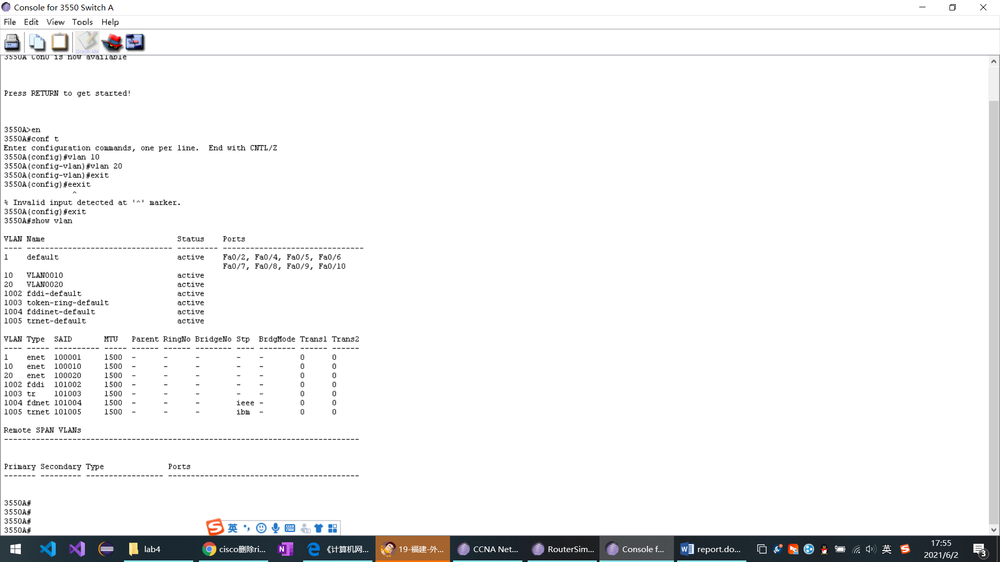 Console for 3550 Switch A
File Edit View Tools Help
Grade Me
3550A Con0 is now available
Press RETURN to get started!
3550A>en
3550A#conf t
Enter configuration commands, one per line.  End with CNTL/Z
3550A(config)#vlan 10
3550A(config-vlan)#vlan 20
3550A(config-vlan)#exit
3550A(config)#eexit
^
% Invalid input detected at '^' marker.
3550A(config)#exit
3550A#show vlan
VLAN Name                             Status    Ports
---- -------------------------------- --------- -------------------------------
1    default                          active    Fa0/2, Fa0/4, Fa0/5, Fa0/6
                                                Fa0/7, Fa0/8, Fa0/9, Fa0/10
10   VLAN0010                         active
20   VLAN0020                         active
1002 fddi-default                     active
1003 token-ring-default               active
1004 fddinet-default                  active
1005 trnet-default                    active
VLAN Type  SAID       MTU   Parent RingNo BridgeNo Stp  BrdgMode Trans1 Trans2
---- ----- ---------- ----- ------ ------ -------- ---- -------- ------ ------
1    enet  100001     1500  -      -      -        -    -        0      0
10   enet  100010     1500  -      -      -        -    -        0      0
20   enet  100020     1500  -      -      -        -    -        0      0
1002 fddi  101002     1500  -      -      -        -    -        0      0
1003 tr    101003     1500  -      -      -        -    -        0      0
1004 fdnet 101004     1500  -      -      -        ieee -        0      0
1005 trnet 101005     1500  -      -      -        ibm  -        0      0
Remote SPAN VLANs
------------------------------------------------------------------------------
Primary Secondary Type              Ports
------- --------- ----------------- ------------------------------------------
3550A#
3550A#
3550A#
3550A#
英
lab4 cisco删除ri... 《计算机网... 19-福建-外... CCNA Net... RouterSim... Console f... report.do... 英 17:55
2021/6/2
3